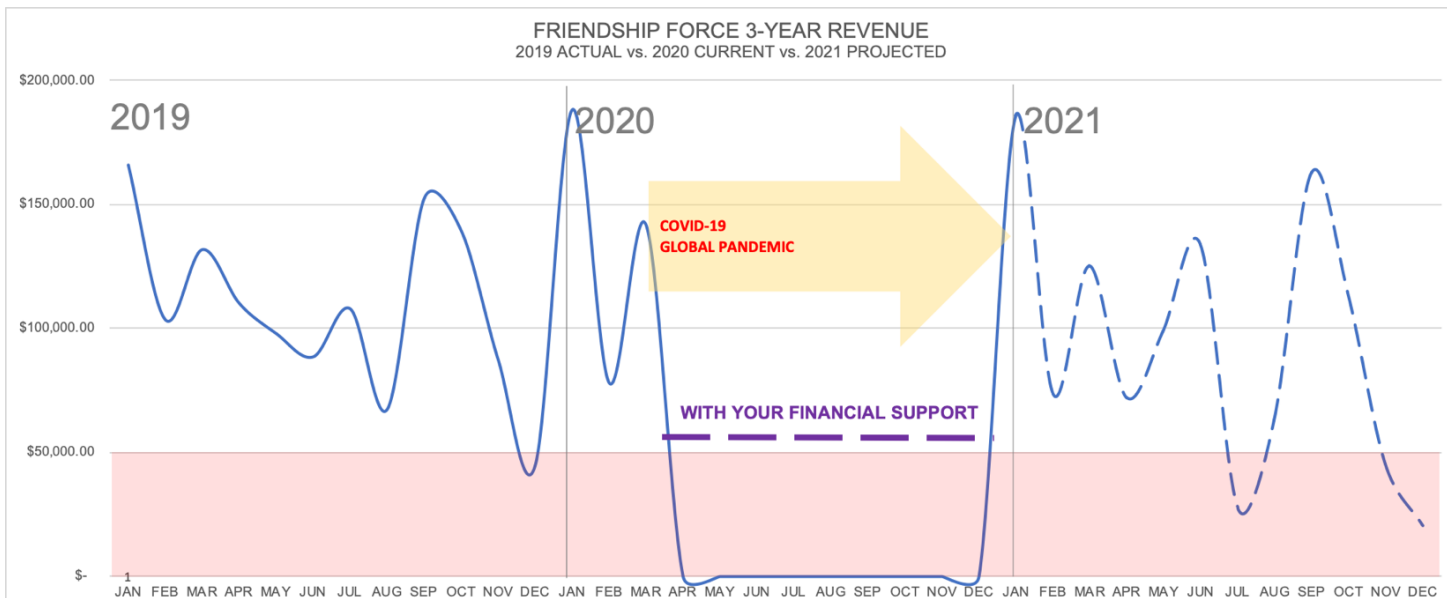 FRIENDSHIP FORCE 3-YEAR REVENUE
2019 ACTUAL vs. 2020 CURRENT vs. 2021 PROJECTED
$200,000.00
2019
2020
2021
$150,000.00
COVID-19
GLOBAL PANDEMIC
$100,000.00
WITH YOUR FINANCIAL SUPPORT
$50,000.00
$-
1
JAN FEB MAR APR MAY JUN JUL AUG SEP OCT NOV DEC JAN FEB MAR APR MAY JUN JUL AUG SEP OCT NOV DEC JAN FEB MAR APR MAY JUN JUL AUG SEP OCT NOV DEC